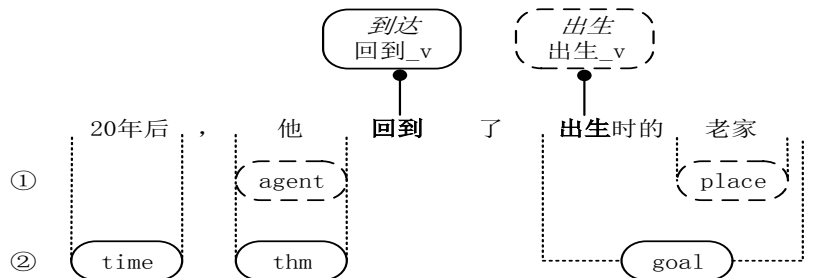 到达
回到_v
出生
出生_v
20年后，他回到了出生时的老家
① agent place
② time thm goal